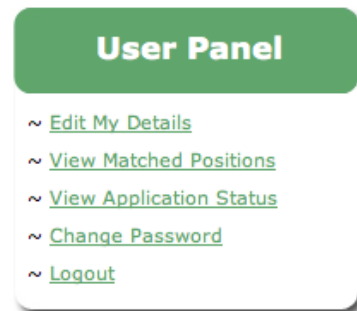 User Panel
~ Edit My Details
~ View Matched Positions
~ View Application Status
~ Change Password
~ Logout